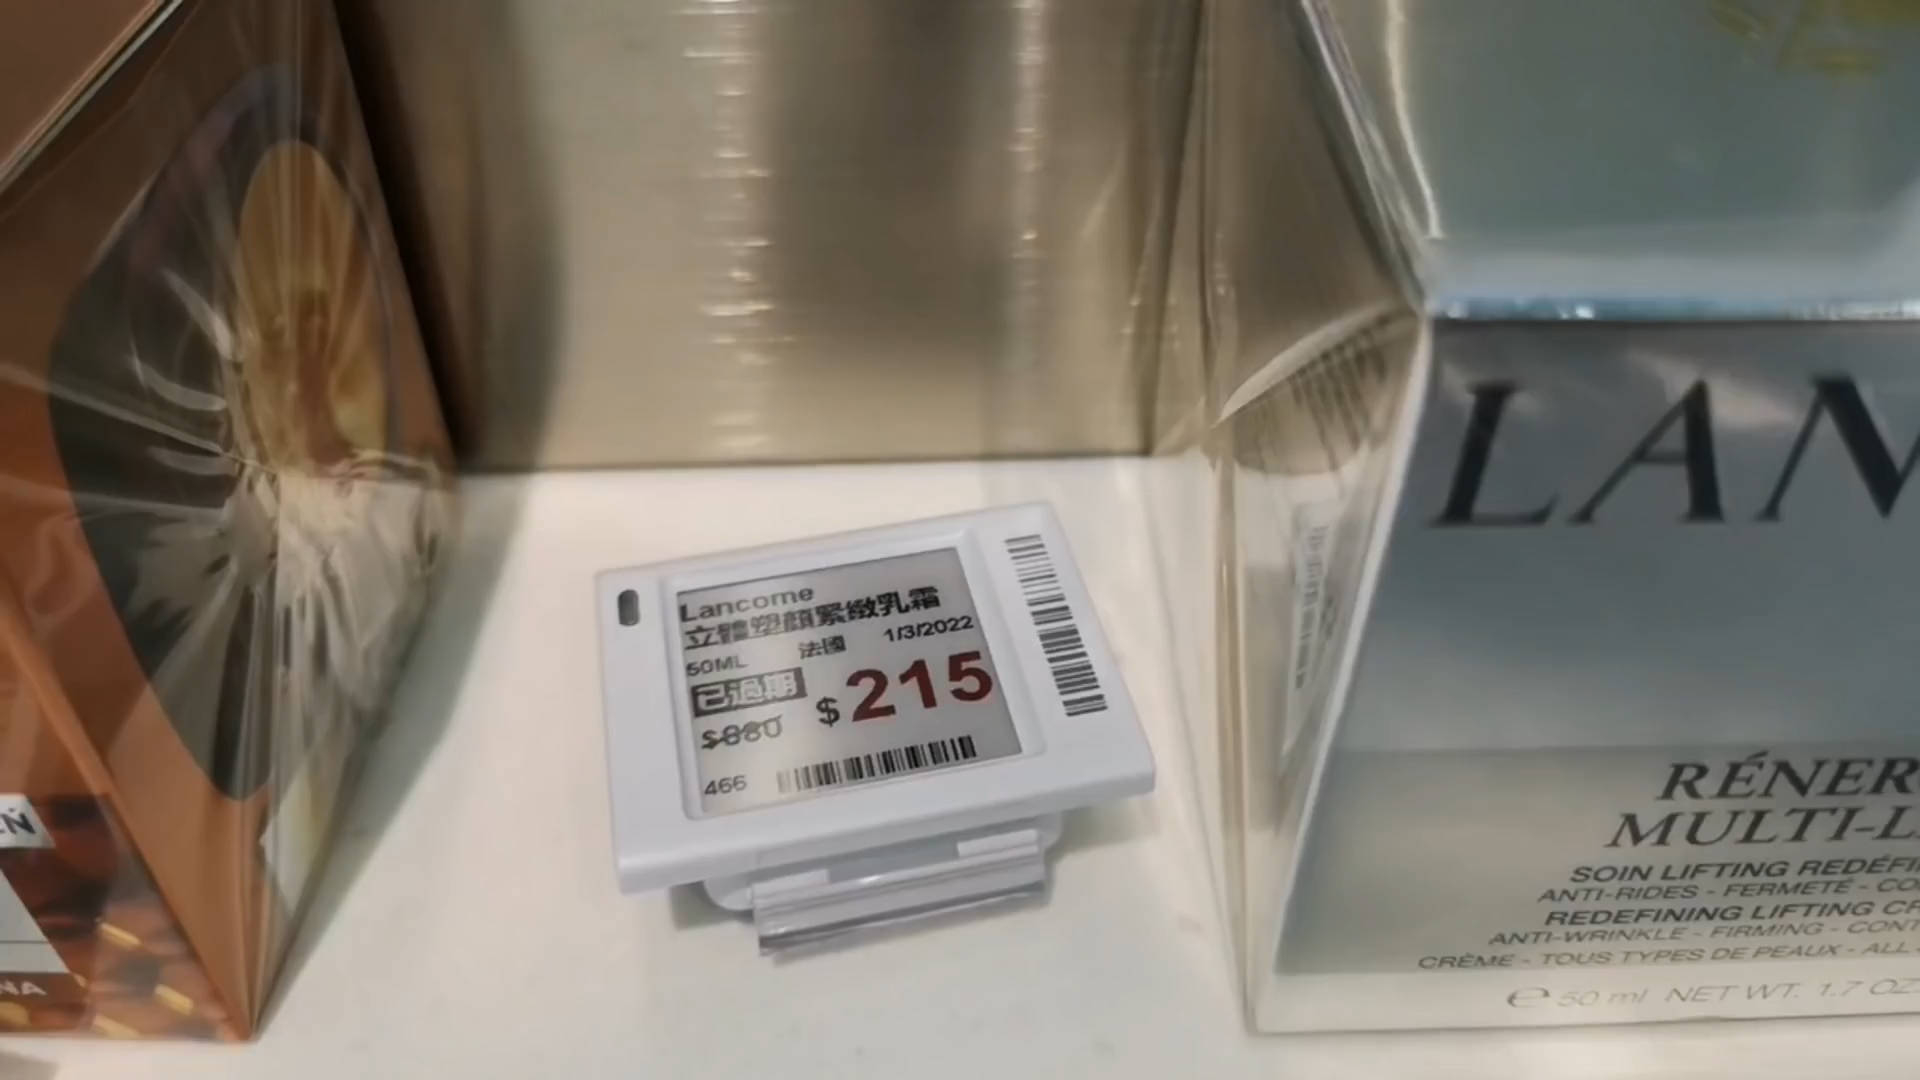 Lancome
立體塑顏緊緻乳霜
50ML 法國 1/3/2022
已過期
$ 215
$880
466
LAN
RÉNER
MULTI-L
SOIN LIFTING REDÉFI
ANTI-RIDES - FERMETÉ - CO
REDEFINING LIFTING CR
ANTI-WRINKLE - FIRMING - CONT
CRÈME - TOUS TYPES DE PEAUX - ALL
℮ 50 ml NET WT. 1.7 OZ
NA